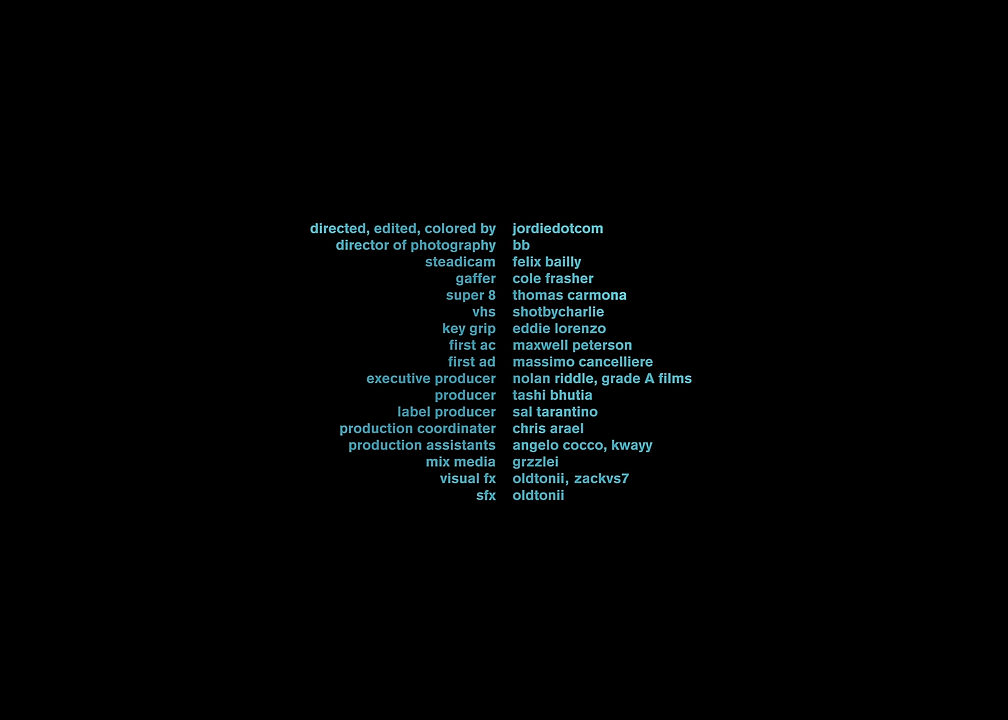 directed, edited, colored by jordiedotcom
director of photography bb
steadicam felix bailly
gaffer cole frasher
super 8 thomas carmona
vhs shotbycharlie
key grip eddie lorenzo
first ac maxwell peterson
first ad massimo cancelliere
executive producer nolan riddle, grade A films
producer tashi bhutia
label producer sal tarantino
production coordinater chris arael
production assistants angelo cocco, kwayy
mix media grzzlei
visual fx oldtonii, zackvs7
sfx oldtonii